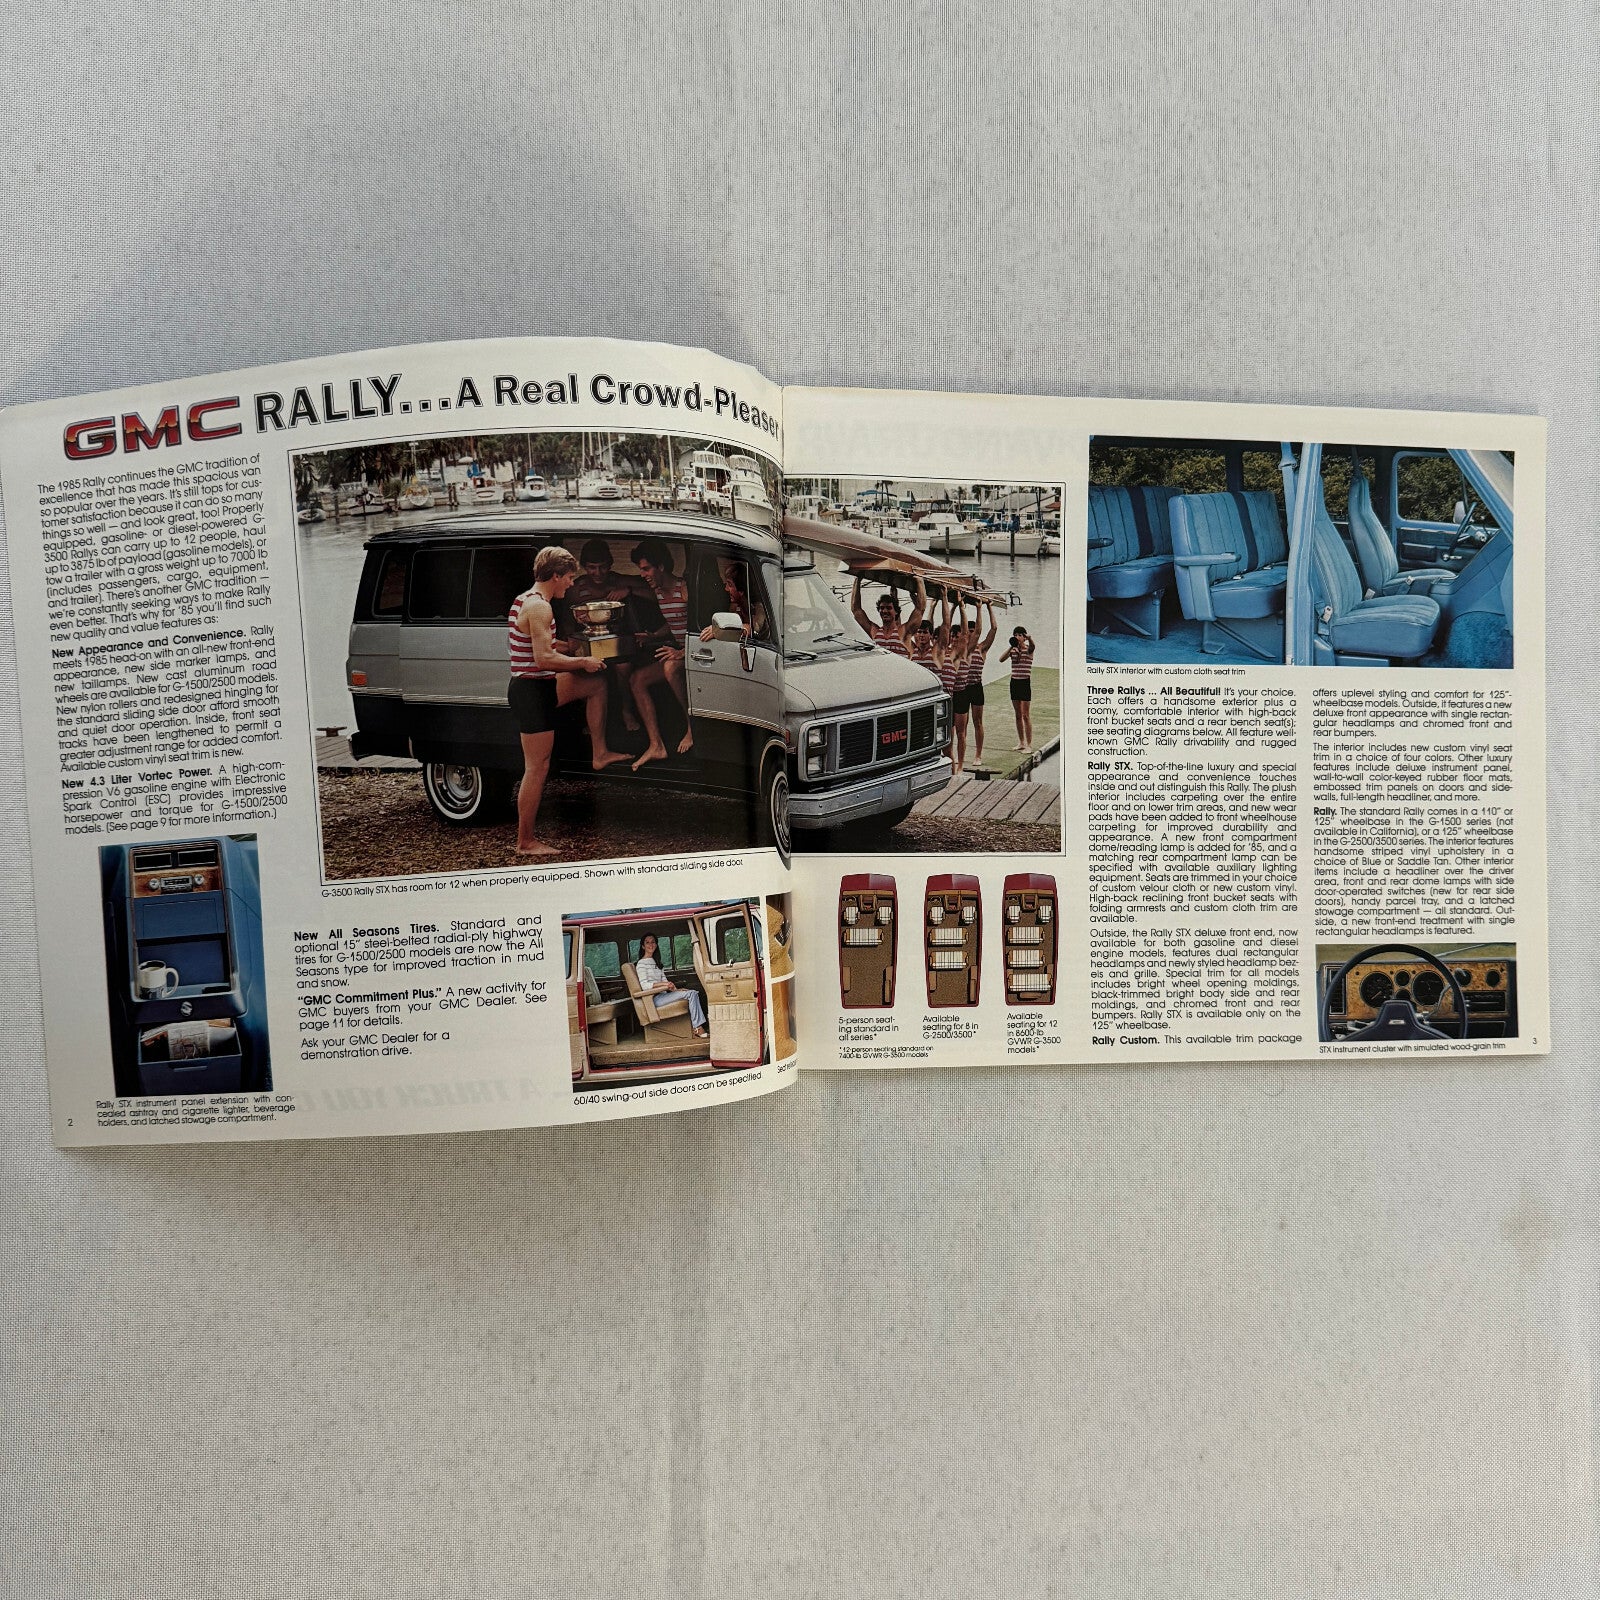 GMC RALLY...A Real Crowd-Pleaser
The 1985 Rally continues the GMC tradition of
excellence that has made this spacious van
so popular over the years. It's still tops for cus-
tomer satisfaction because it can do so many
things so well — and look great, too! Properly
equipped, gasoline- or diesel-powered G-
3500 Rallys can carry up to 12 people, haul
up to 3875 lb of payload (gasoline models), or
tow a trailer with a gross weight up to 7000 lb
(includes passengers, cargo, equipment,
and trailer). There's another GMC tradition —
we're constantly seeking ways to make Rally
even better. That's why for '85 you'll find such
new quality and value features as:
New Appearance and Convenience. Rally
meets 1985 head-on with an all-new front-end
appearance, new side marker lamps, and
new taillamps. New cast aluminum road
wheels are available for G-1500/2500 models.
New nylon rollers and redesigned hinging for
the standard sliding side door afford smooth
and quiet door operation. Inside, front seat
tracks have been lengthened to permit a
greater adjustment range for added comfort.
Available custom vinyl seat trim is new.
New 4.3 Liter Vortec Power. A high-com-
pression V6 gasoline engine with Electronic
Spark Control (ESC) provides impressive
horsepower and torque for G-1500/2500
models. (See page 9 for more information.)
Rally STX instrument panel extension with con-
cealed ashtray and cigarette lighter, beverage
holders, and latched stowage compartment.
2
GMC
G-3500 Rally STX has room for 12 when properly equipped. Shown with standard sliding side door.
New All Seasons Tires. Standard and
optional 15" steel-belted radial-ply highway
tires for G-1500/2500 models are now the All
Seasons type for improved traction in mud
and snow.
"GMC Commitment Plus." A new activity for
GMC buyers from your GMC Dealer. See
page 11 for details.
Ask your GMC Dealer for a
demonstration drive.
60/40 swing-out side doors can be specified.
5-person seat-
ing standard in
all series*
*12-person seating standard on
7400-lb GVWR G-3500 models
Available
seating for 8 in
G-2500/3500*
Available
seating for 12
in 8600-lb
GVWR G-3500
models*
Rally STX interior with custom cloth seat trim
Three Rallys ... All Beautiful! It's your choice.
Each offers a handsome exterior plus a
roomy, comfortable interior with high-back
front bucket seats and a rear bench seat(s);
see seating diagrams below. All feature well-
known GMC Rally drivability and rugged
construction.
Rally STX. Top-of-the-line luxury and special
appearance and convenience touches
inside and out distinguish this Rally. The plush
interior includes carpeting over the entire
floor and on lower trim areas, and new wear
pads have been added to front wheelhouse
carpeting for improved durability and
appearance. A new front compartment
dome/reading lamp is added for '85, and a
matching rear compartment lamp can be
specified with available auxiliary lighting
equipment. Seats are trimmed in your choice
of custom velour cloth or new custom vinyl.
High-back reclining front bucket seats with
folding armrests and custom cloth trim are
available.
Outside, the Rally STX deluxe front end, now
available for both gasoline and diesel
engine models, features dual rectangular
headlamps and newly styled headlamp bez-
els and grille. Special trim for all models
includes bright wheel opening moldings,
black-trimmed bright body side and rear
moldings, and chromed front and rear
bumpers. Rally STX is available only on the
125" wheelbase.
Rally Custom. This available trim package
offers uplevel styling and comfort for 125"-
wheelbase models. Outside, it features a new
deluxe front appearance with single rectan-
gular headlamps and chromed front and
rear bumpers.
The interior includes new custom vinyl seat
trim in a choice of four colors. Other luxury
features include deluxe instrument panel,
wall-to-wall color-keyed rubber floor mats,
embossed trim panels on doors and side-
walls, full-length headliner, and more.
Rally. The standard Rally comes in a 110" or
125" wheelbase in the G-1500 series (not
available in California), or a 125" wheelbase
in the G-2500/3500 series. The interior features
handsome striped vinyl upholstery in a
choice of Blue or Saddle Tan. Other interior
items include a headliner over the driver
area, front and rear dome lamps with side
door-operated switches (new for rear side
doors), handy parcel tray, and a latched
stowage compartment — all standard. Out-
side, a new front-end treatment with single
rectangular headlamps is featured.
STX instrument cluster with simulated wood-grain trim
3